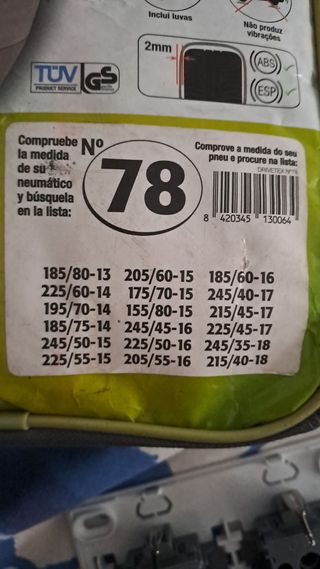 Inclui luvas
Não produz
vibrações
2mm
ABS
ESP
TÜV
PRODUCT SERVICE
GS
Compruebe
la medida
de su
neumático
y búsquela
en la lista:
Nº
78
Comprove a medida do seu
pneu e procure na lista:
DRIVETEX Nº78
8 420345 130064
185/80-13 205/60-15 185/60-16
225/60-14 175/70-15 245/40-17
195/70-14 155/80-15 215/45-17
185/75-14 245/45-16 225/45-17
245/50-15 225/50-16 245/35-18
225/55-15 205/55-16 215/40-18